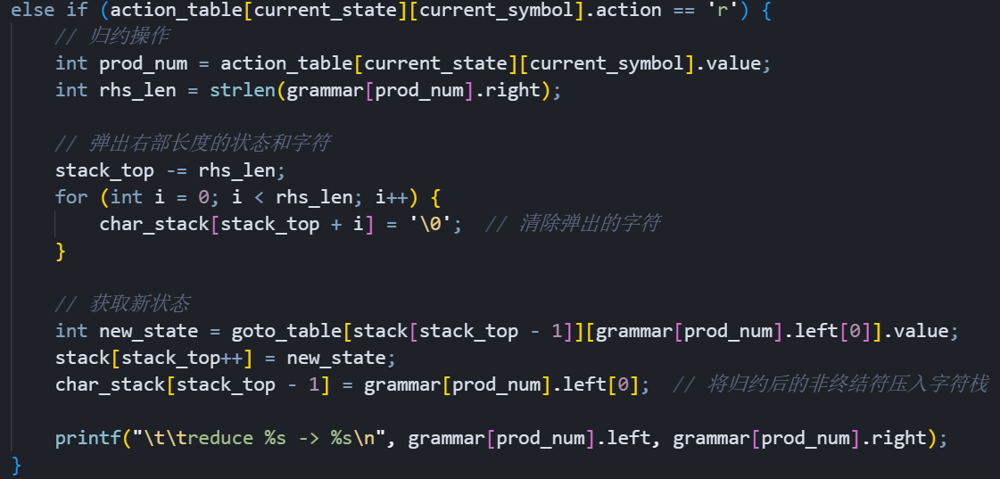 else if (action_table[current_state][current_symbol].action == 'r') {
    // 归约操作
    int prod_num = action_table[current_state][current_symbol].value;
    int rhs_len = strlen(grammar[prod_num].right);

    // 弹出右部长度的状态和字符
    stack_top -= rhs_len;
    for (int i = 0; i < rhs_len; i++) {
        char_stack[stack_top + i] = '\0';  // 清除弹出的字符
    }

    // 获取新状态
    int new_state = goto_table[stack[stack_top - 1]][grammar[prod_num].left[0]].value;
    stack[stack_top++] = new_state;
    char_stack[stack_top - 1] = grammar[prod_num].left[0];  // 将归约后的非终结符压入字符栈

    printf("\t\treduce %s -> %s\n", grammar[prod_num].left, grammar[prod_num].right);
}